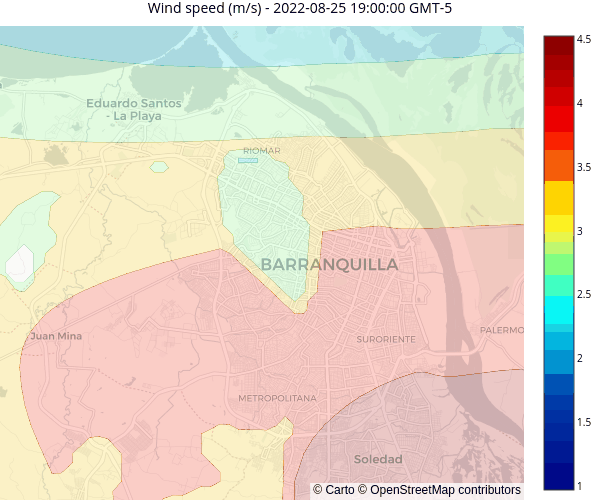 Wind speed (m/s) - 2022-08-25 19:00:00 GMT-5
4.5
Eduardo Santos
- La Playa
4
RIOMAR
3.5
3
BARRANQUILLA
2.5
Juan Mina
SURORIENTE
PALERMO
2
METROPOLITANA
1.5
Soledad
1
© Carto © OpenStreetMap contributors